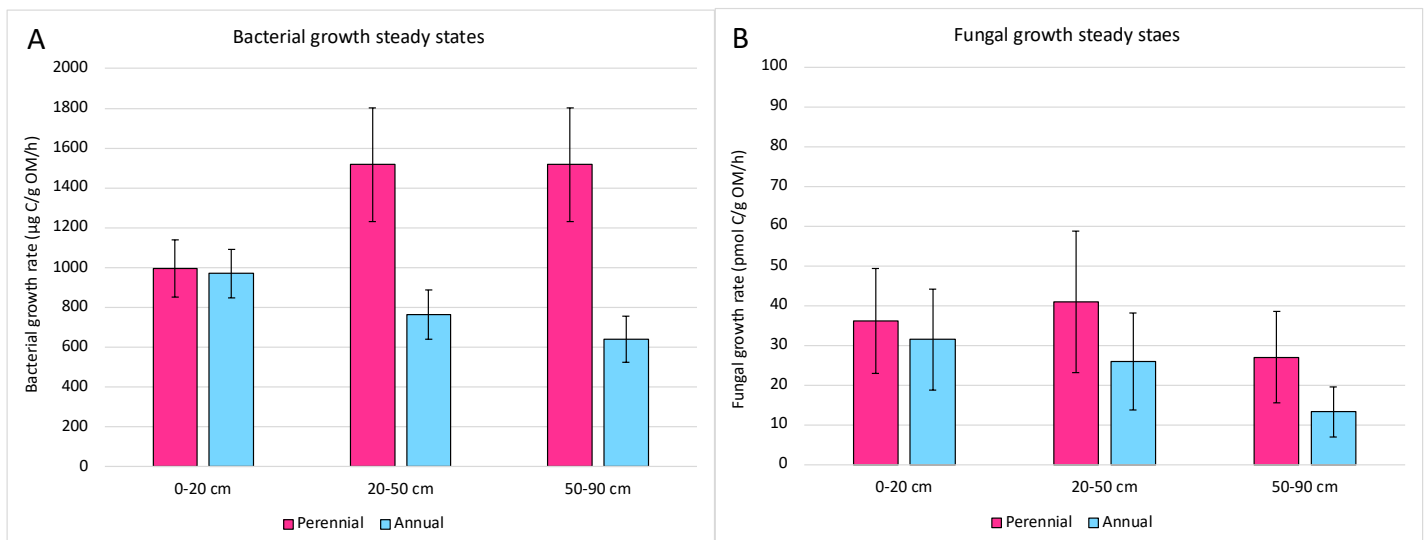 A
Bacterial growth steady states
Bacterial growth rate (µg C/g OM/h)
2000
1800
1600
1400
1200
1000
800
600
400
200
0
0-20 cm
20-50 cm
50-90 cm
Perennial
Annual
B
Fungal growth steady staes
Fungal growth rate (pmol C/g OM/h)
100
90
80
70
60
50
40
30
20
10
0
0-20 cm
20-50 cm
50-90 cm
Perennial
Annual